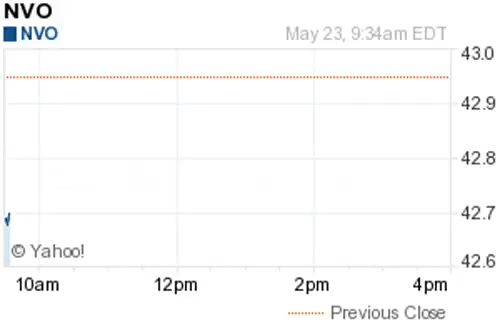 NVO
NVO May 23, 9:34am EDT
43.0
42.9
42.8
42.7
42.6
© Yahoo!
10am 12pm 2pm 4pm
Previous Close